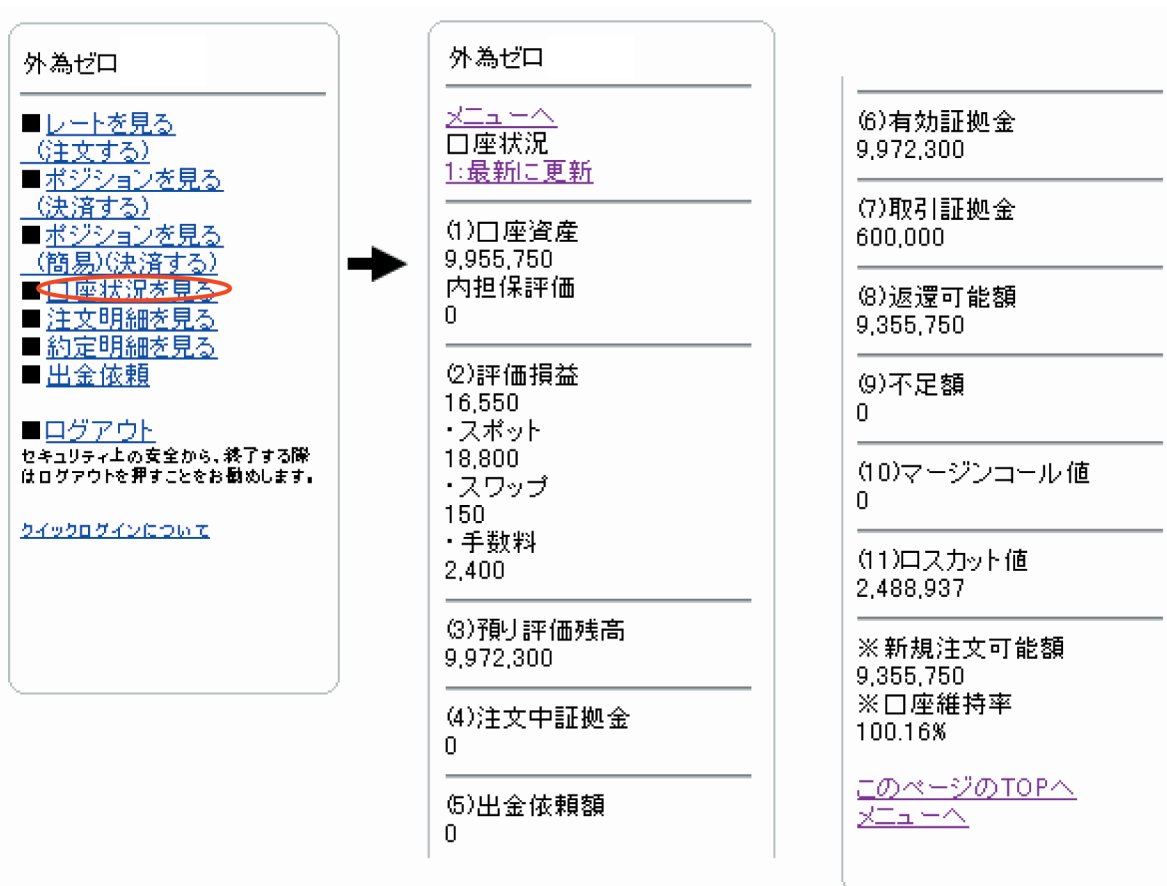 外為ゼロ
■レートを見る
(注文する)
■ポジションを見る
(決済する)
■ポジションを見る
(簡易)(決済する)
■口座状況を見る
■注文明細を見る
■約定明細を見る
■出金依頼
■ログアウト
セキュリティ上の安全から、終了する際
はログアウトを押すことをお勧めします。
クイックログインについて
外為ゼロ
メニューへ
口座状況
1:最新に更新
(1)口座資産
9,955,750
内担保評価
0
(2)評価損益
16,550
・スポット
18,800
・スワップ
150
・手数料
2,400
(3)預り評価残高
9,972,300
(4)注文中証拠金
0
(5)出金依頼額
0
(6)有効証拠金
9,972,300
(7)取引証拠金
600,000
(8)返還可能額
9,355,750
(9)不足額
0
(10)マージンコール値
0
(11)ロスカット値
2,488,937
※新規注文可能額
9,355,750
※口座維持率
100.16%
このページのTOPへ
メニューへ